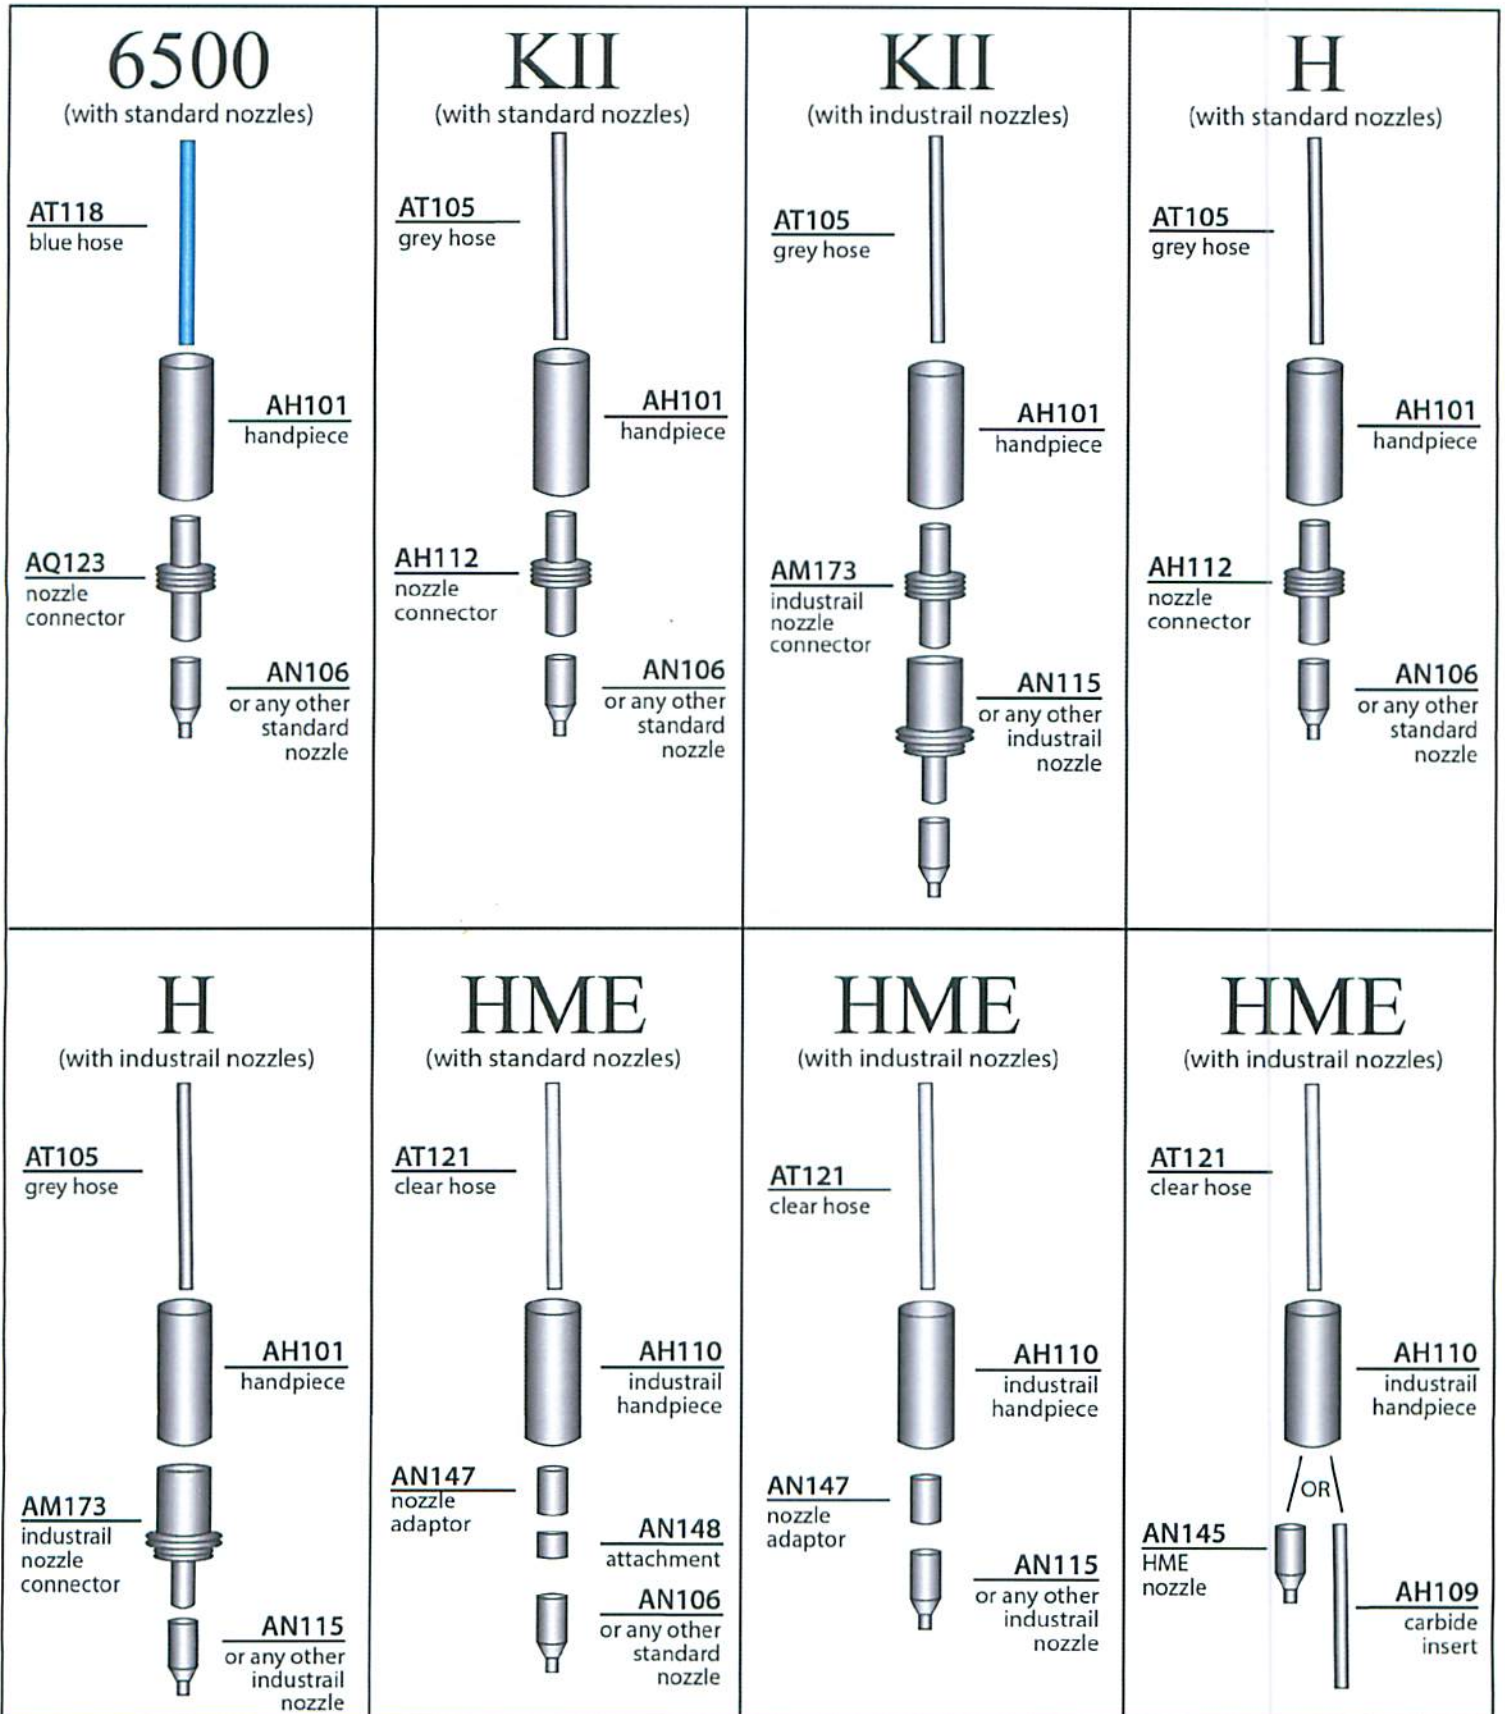 6500
(with standard nozzles)
AT118
blue hose
AH101
handpiece
AQ123
nozzle
connector
AN106
or any other
standard
nozzle
KII
(with standard nozzles)
AT105
grey hose
AH101
handpiece
AH112
nozzle
connector
AN106
or any other
standard
nozzle
KII
(with industrail nozzles)
AT105
grey hose
AH101
handpiece
AM173
industrail
nozzle
connector
AN115
or any other
industrail
nozzle
H
(with standard nozzles)
AT105
grey hose
AH101
handpiece
AH112
nozzle
connector
AN106
or any other
standard
nozzle
H
(with industrail nozzles)
AT105
grey hose
AH101
handpiece
AM173
industrail
nozzle
connector
AN115
or any other
industrail
nozzle
HME
(with standard nozzles)
AT121
clear hose
AH110
industrail
handpiece
AN147
nozzle
adaptor
AN148
attachment
AN106
or any other
standard
nozzle
HME
(with industrail nozzles)
AT121
clear hose
AH110
industrail
handpiece
AN147
nozzle
adaptor
AN115
or any other
industrail
nozzle
HME
(with industrail nozzles)
AT121
clear hose
AH110
industrail
handpiece
OR
AN145
HME
nozzle
AH109
carbide
insert